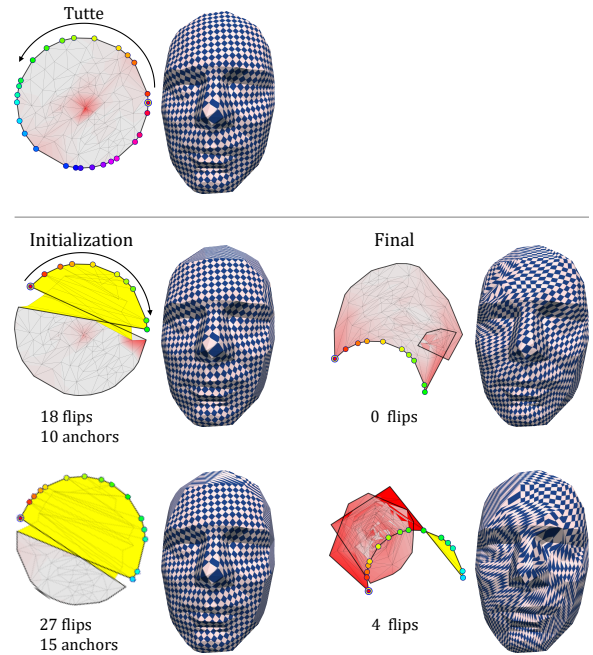 Tutte
Initialization
Final
18 flips
10 anchors
0 flips
27 flips
15 anchors
4 flips